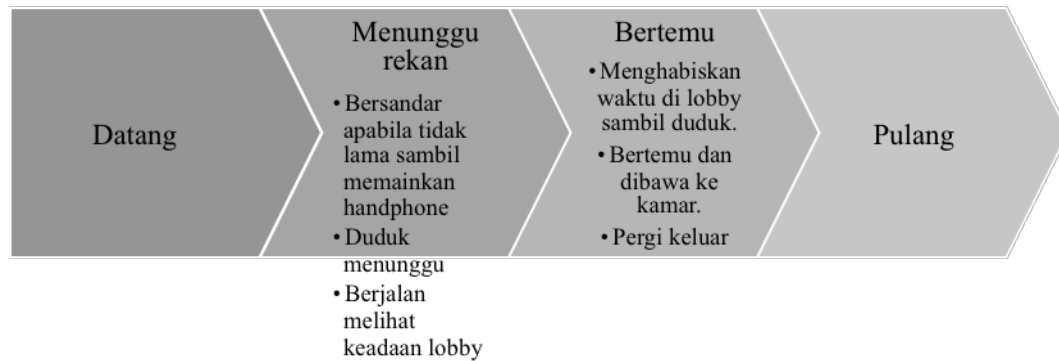 Datang
Menunggu
rekan
• Bersandar
apabila tidak
lama sambil
memainkan
handphone
• Duduk
menunggu
• Berjalan
melihat
keadaan lobby
Bertemu
• Menghabiskan
waktu di lobby
sambil duduk.
• Bertemu dan
dibawa ke
kamar.
• Pergi keluar
Pulang